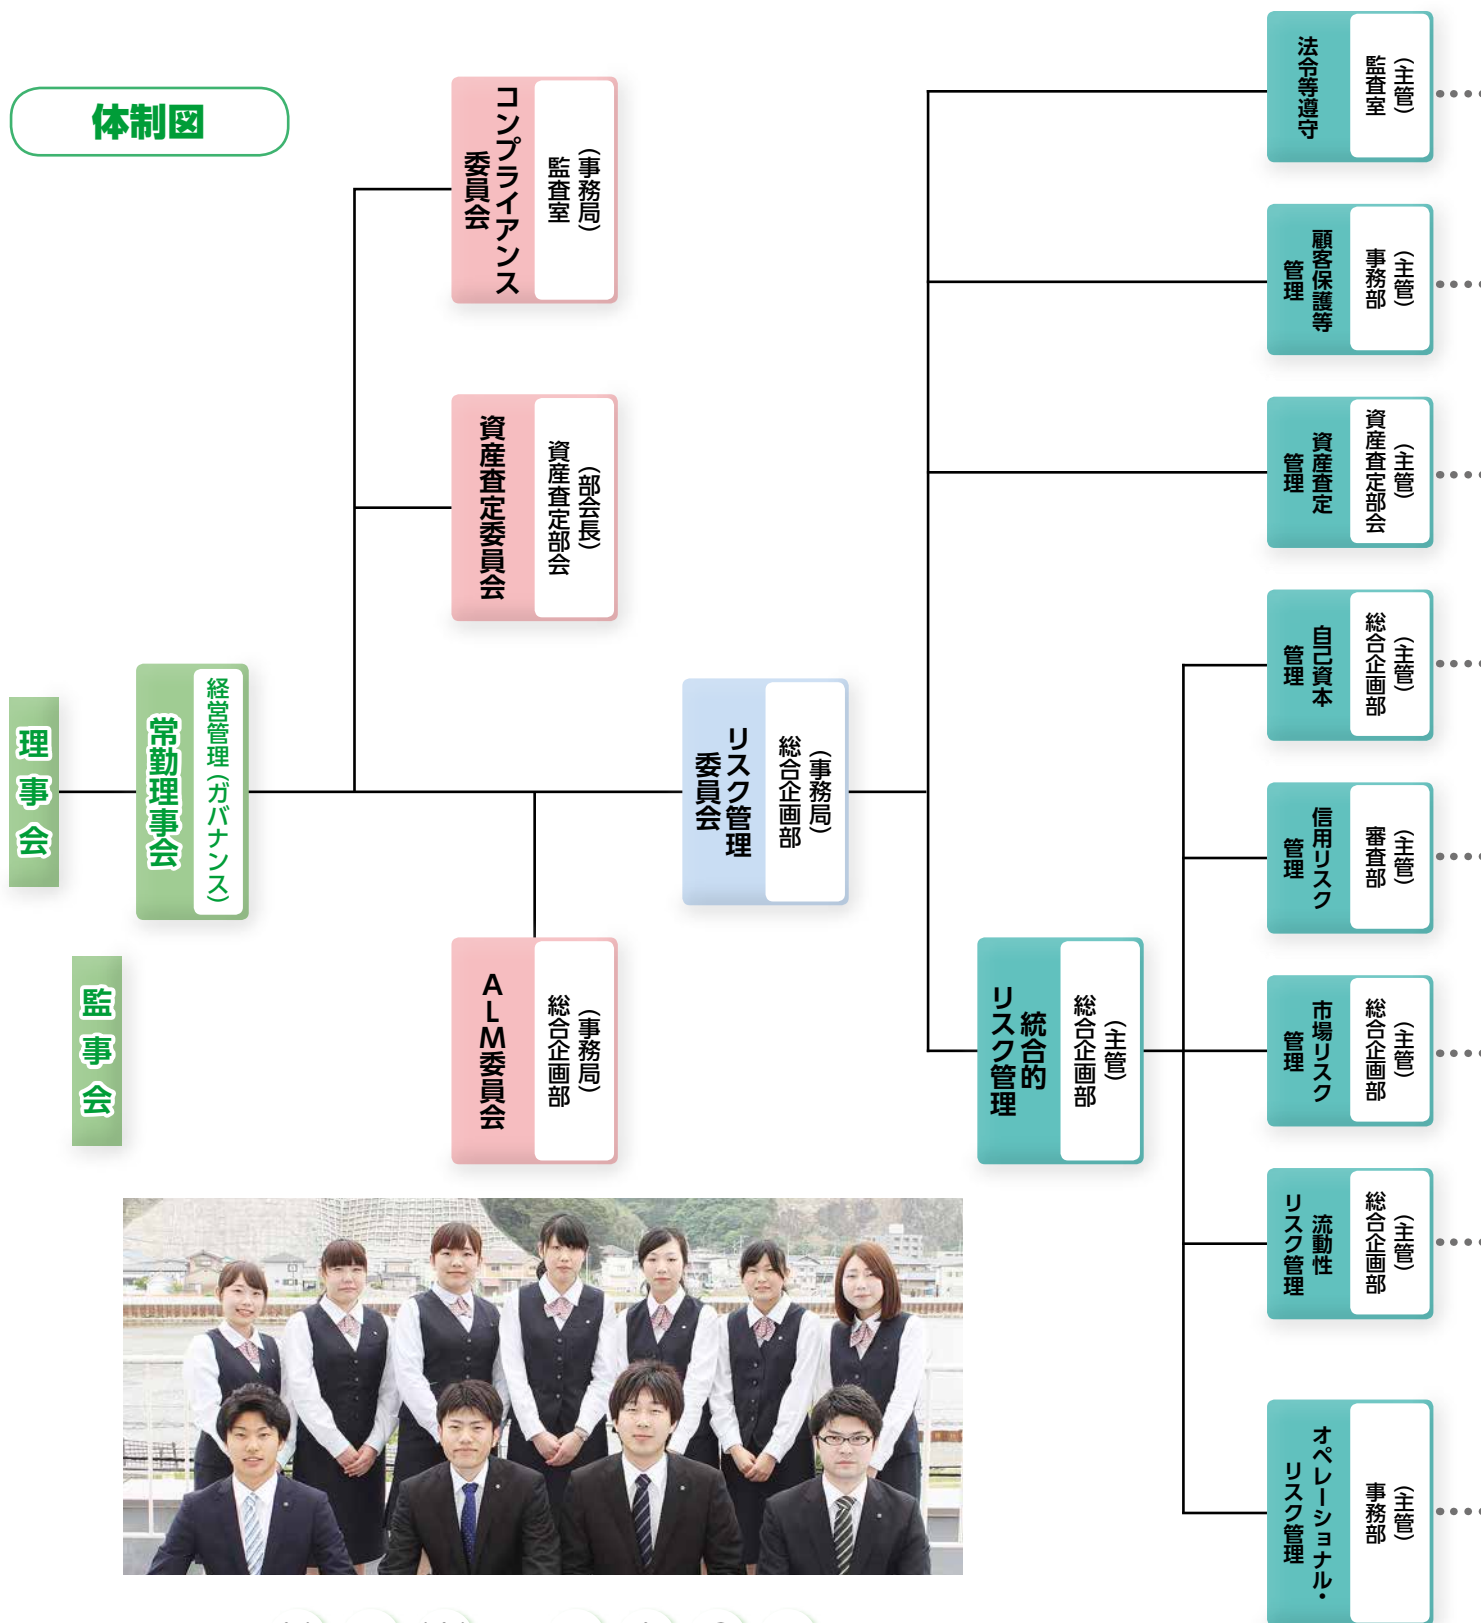 体制図
理事会
監事会
常勤理事会
経営管理（ガバナンス）
コンプライアンス
委員会
（事務局）
監査室
資産査定委員会
（部会長）
資産査定部会
ＡＬＭ委員会
（事務局）
総合企画部
リスク管理
委員会
（事務局）
総合企画部
統合的
リスク管理
（主管）
総合企画部
法令等遵守
（主管）
監査室
顧客保護等
管理
（主管）
事務部
資産査定
管理
（主管）
資産査定部会
自己資本
管理
（主管）
総合企画部
信用リスク
管理
（主管）
審査部
市場リスク
管理
（主管）
総合企画部
流動性
リスク管理
（主管）
総合企画部
オペレーショナル・
リスク管理
（主管）
事務部